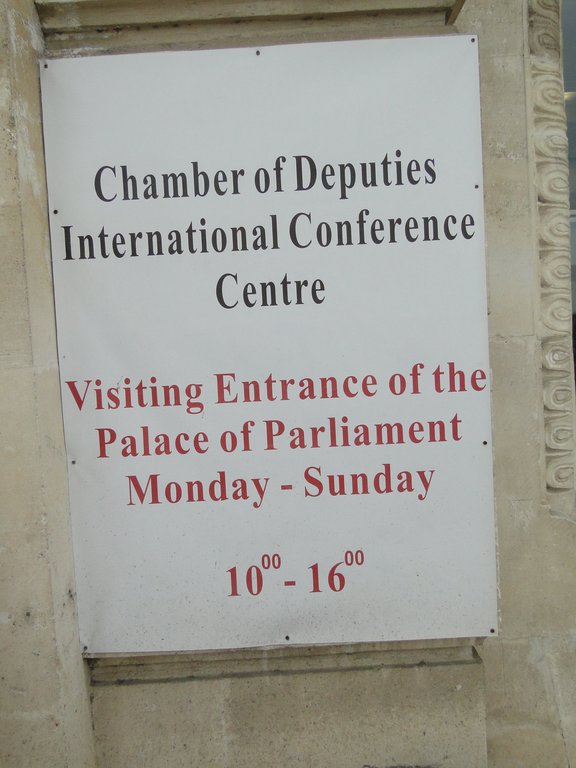 Chamber of Deputies
International Conference
Centre
Visiting Entrance of the
Palace of Parliament
Monday - Sunday
10⁰⁰ - 16⁰⁰